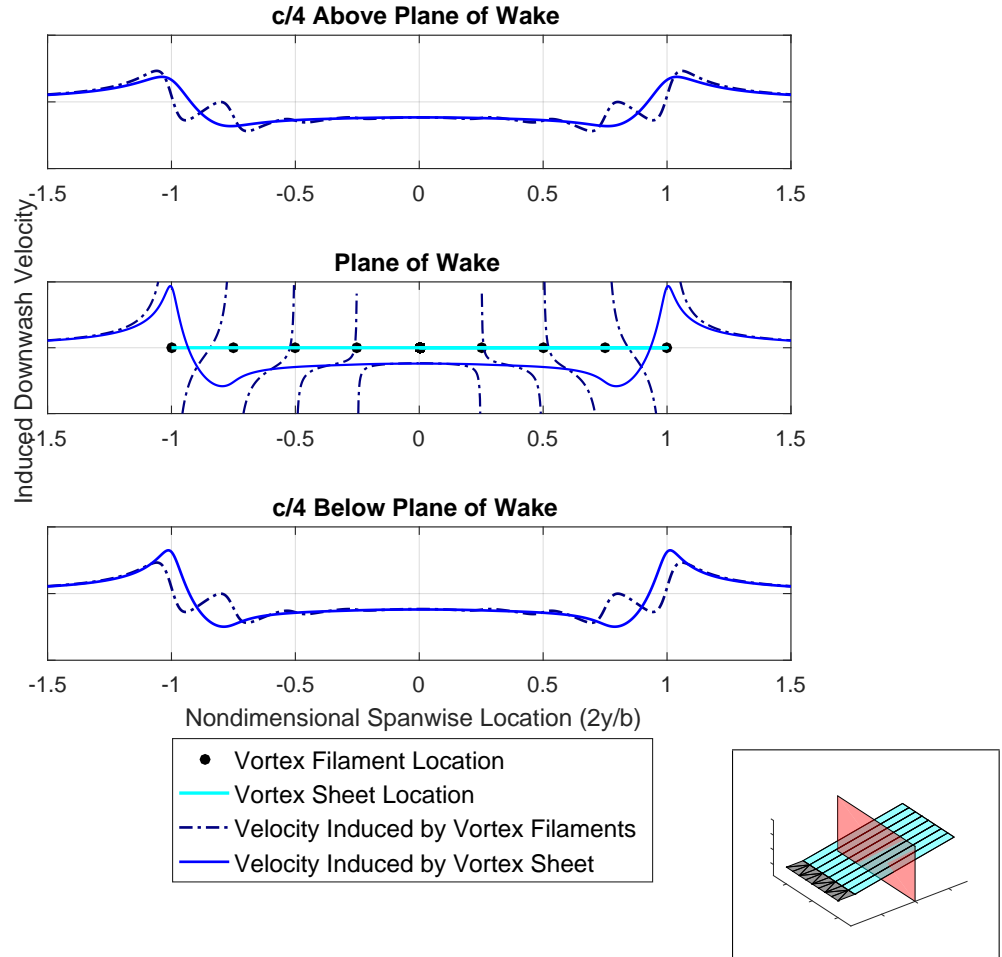 c/4 Above Plane of Wake
-1.5 -1 -0.5 0 0.5 1 1.5
Induced Downwash Velocity
Plane of Wake
-1.5 -1 -0.5 0 0.5 1 1.5
c/4 Below Plane of Wake
-1.5 -1 -0.5 0 0.5 1 1.5
Nondimensional Spanwise Location (2y/b)
Vortex Filament Location
Vortex Sheet Location
Velocity Induced by Vortex Filaments
Velocity Induced by Vortex Sheet